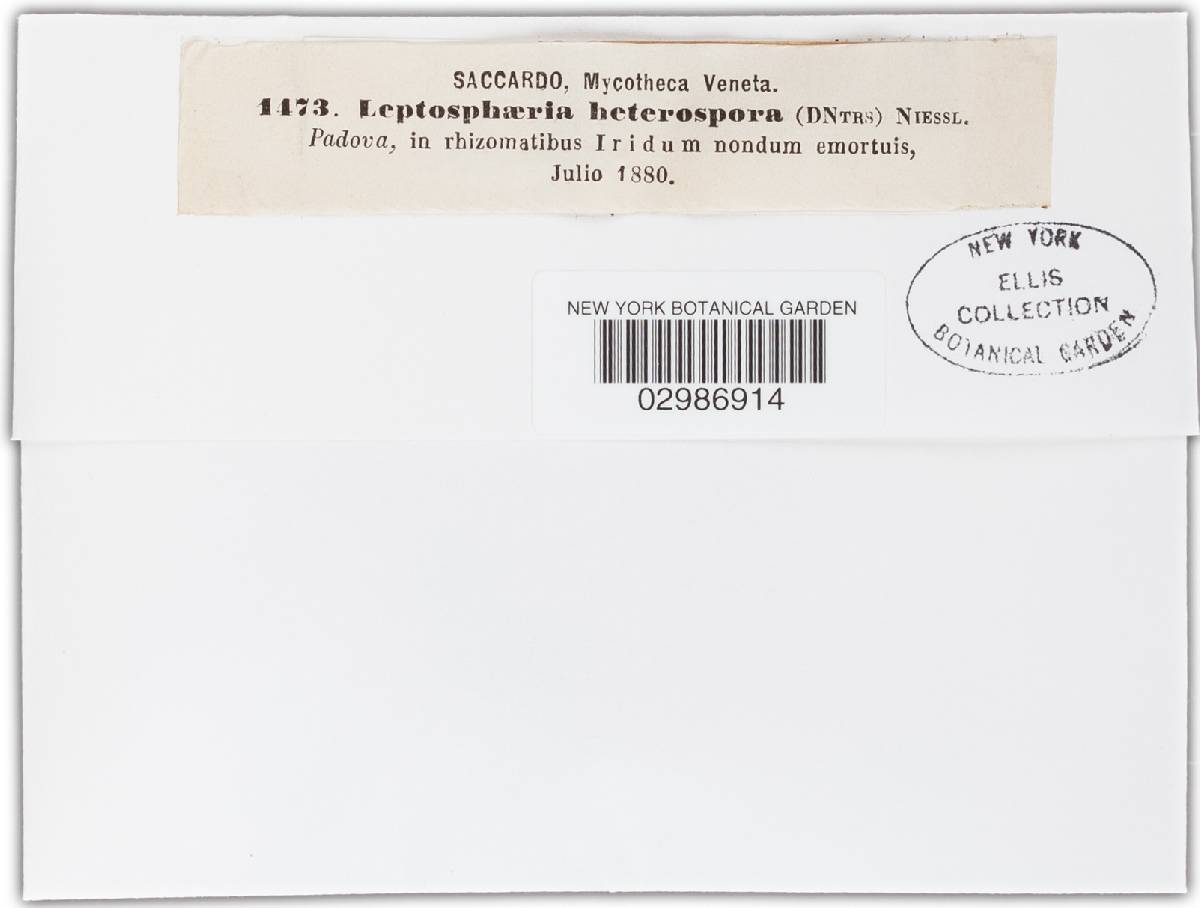 SACCARDO, Mycotheca Veneta.
1473. Leptosphæria heterospora (DNTRS) NIESSL.
Padova, in rhizomatibus Iridum nondum emortuis,
Julio 1880.
NEW YORK
ELLIS
COLLECTION
BOTANICAL GARDEN
NEW YORK BOTANICAL GARDEN
02986914